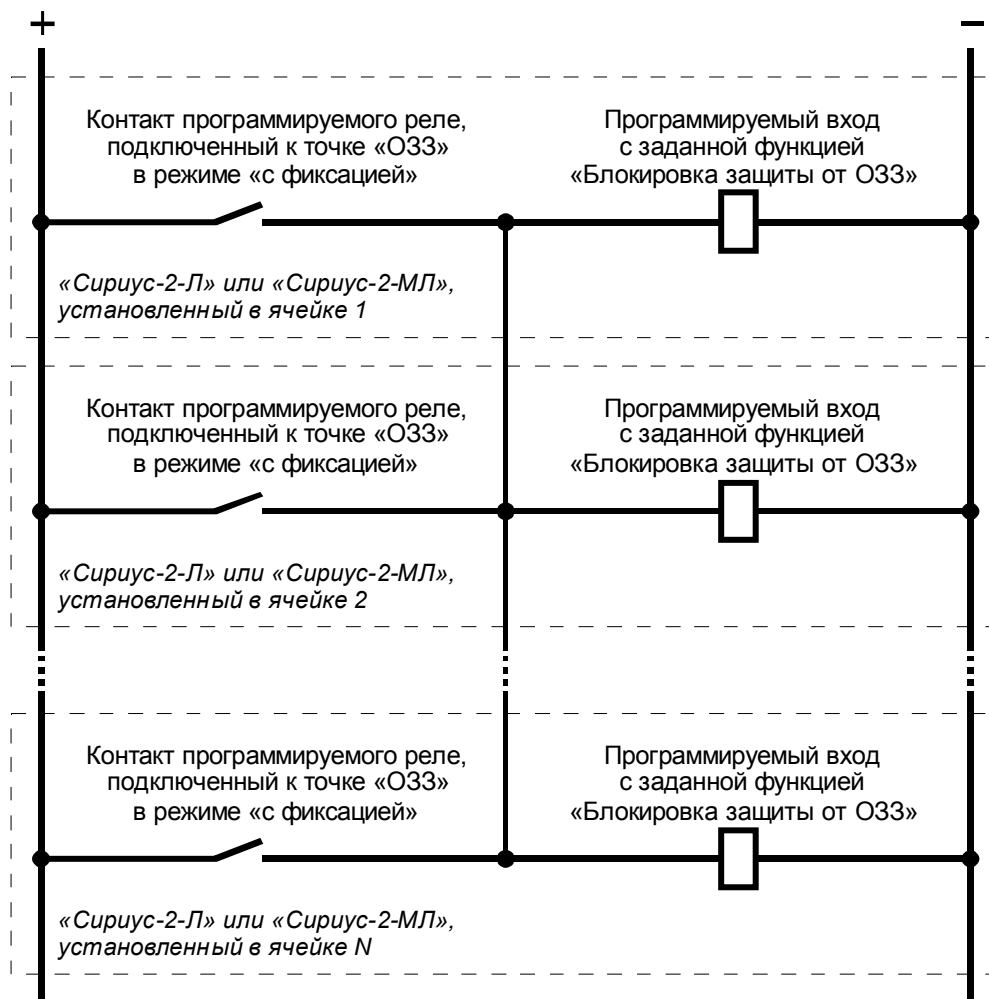 +
−
Контакт программируемого реле,
подключенный к точке «ОЗЗ»
в режиме «с фиксацией»
Программируемый вход
с заданной функцией
«Блокировка защиты от ОЗЗ»
«Сириус-2-Л» или «Сириус-2-МЛ»,
установленный в ячейке 1
Контакт программируемого реле,
подключенный к точке «ОЗЗ»
в режиме «с фиксацией»
Программируемый вход
с заданной функцией
«Блокировка защиты от ОЗЗ»
«Сириус-2-Л» или «Сириус-2-МЛ»,
установленный в ячейке 2
Контакт программируемого реле,
подключенный к точке «ОЗЗ»
в режиме «с фиксацией»
Программируемый вход
с заданной функцией
«Блокировка защиты от ОЗЗ»
«Сириус-2-Л» или «Сириус-2-МЛ»,
установленный в ячейке N